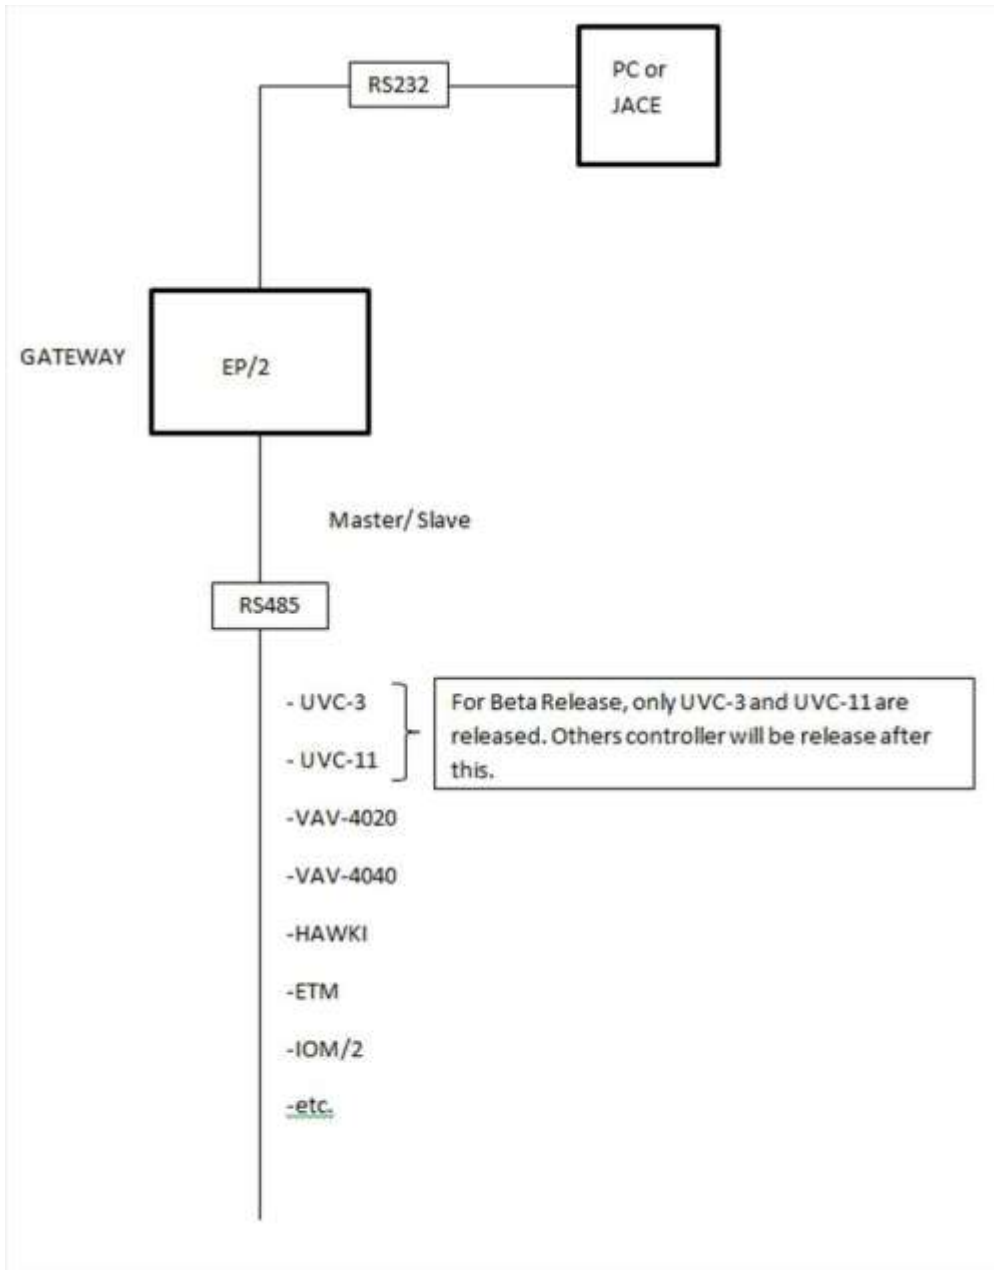 RS232
PC or
JACE
GATEWAY
EP/2
Master/ Slave
RS485
- UVC-3
- UVC-11
For Beta Release, only UVC-3 and UVC-11 are
released. Others controller will be release after
this.
-VAV-4020
-VAV-4040
-HAWKI
-ETM
-IOM/2
-etc.